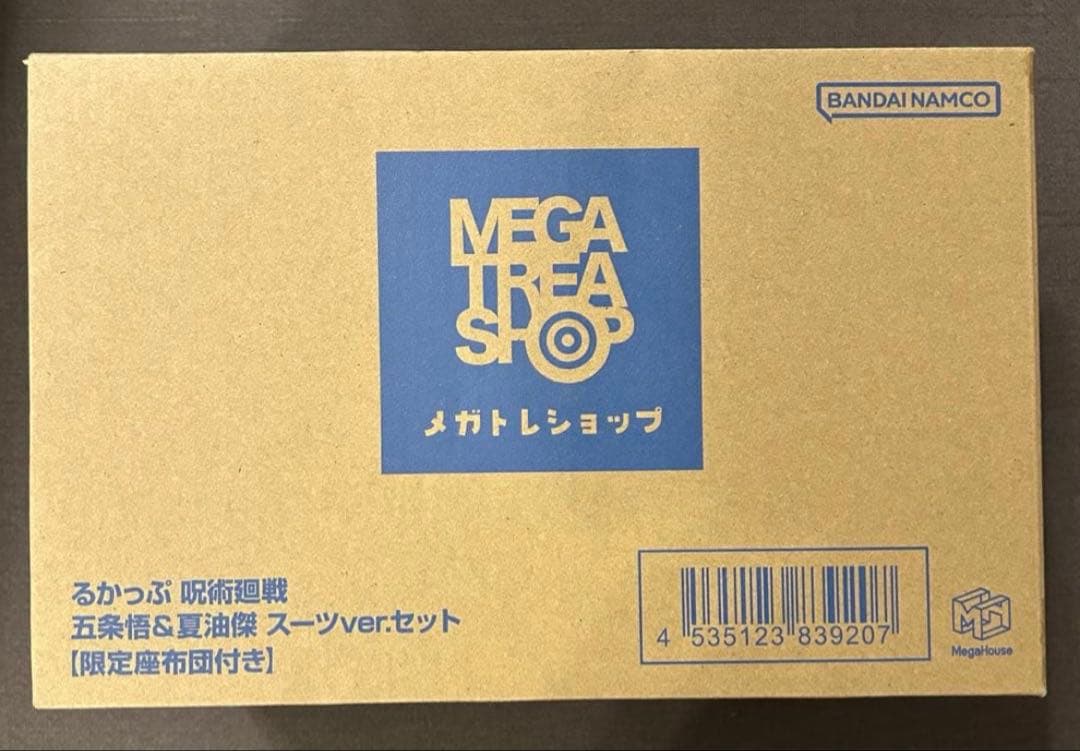 BANDAI NAMCO
MEGA
TREA
SHOP
メガトレショップ
るかっぷ 呪術廻戦
五条悟&夏油傑 スーツver.セット
【限定座布団付き】
4 535123 839207
MegaHouse